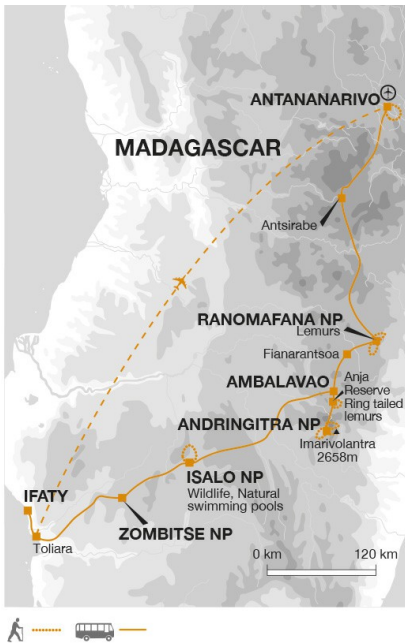 ANTANANARIVO
MADAGASCAR
Antsirabe
RANOMAFANA NP
Lemurs
Fianarantsoa
AMBALAVAO
Anja
Reserve
Ring tailed
lemurs
ANDRINGITRA NP
Imarivolantra
2658m
ISALO NP
Wildlife, Natural
swimming pools
IFATY
ZOMBITSE NP
Toliara
0 km
120 km